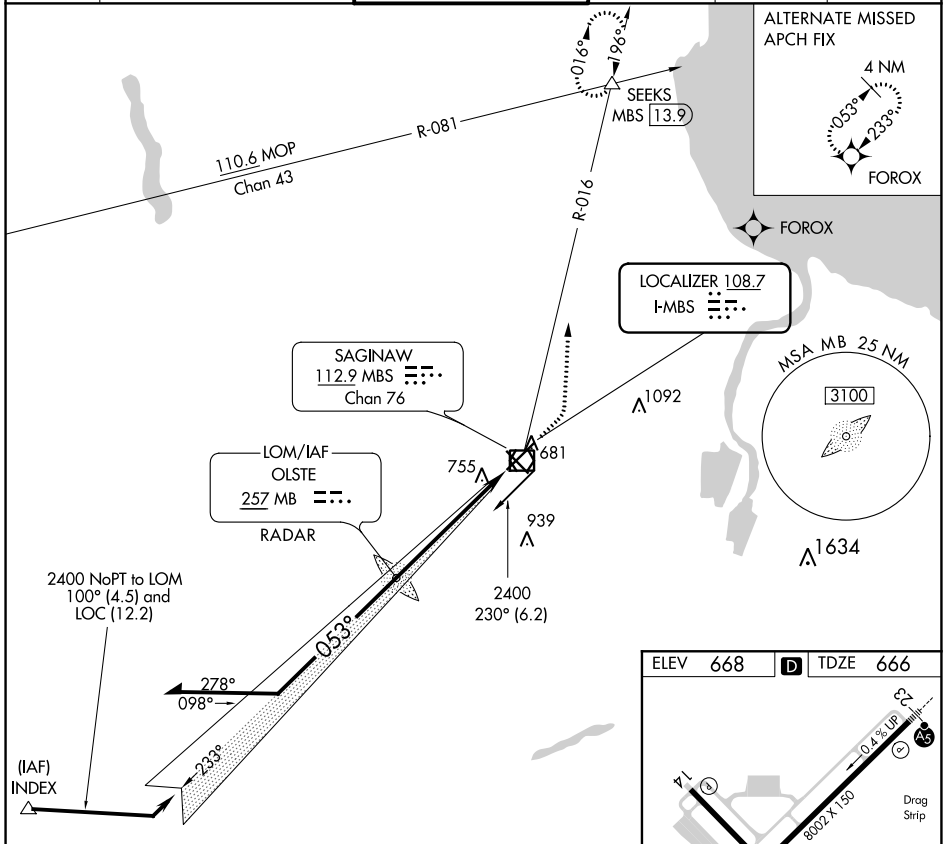 ALTERNATE MISSED
APCH FIX
4 NM
053°
233°
FOROX
016°
196°
SEEKS
MBS 13.9
R-081
110.6 MOP
Chan 43
R-016
FOROX
LOCALIZER 108.7
I-MBS
SAGINAW
112.9 MBS
Chan 76
MSA MB 25 NM
3100
1092
LOM/IAF
OLSTE
257 MB
RADAR
755
681
939
1634
2400 NoPT to LOM
100° (4.5) and
LOC (12.2)
2400
230° (6.2)
053°
278°
098°
233°
(IAF)
INDEX
ELEV 668 D TDZE 666
23
A5
0.4 % UP
P
14
P
8002 X 150
Drag
Strip